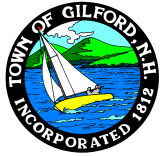 TOWN OF GILFORD, N.H.
INCORPORATED 1812